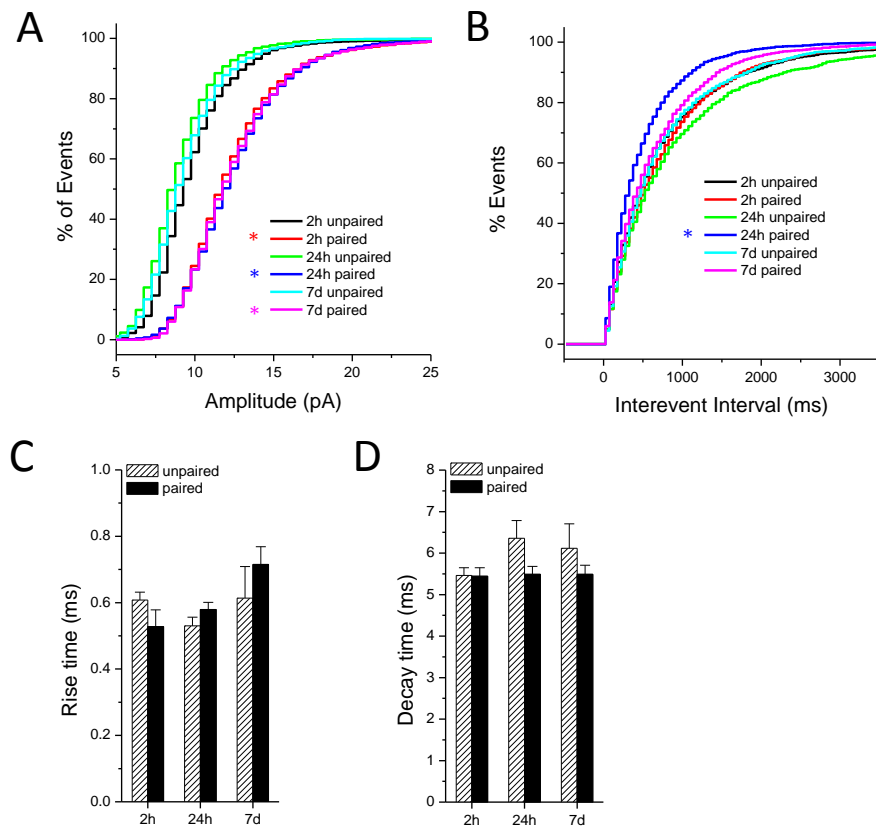 A
100
80
60
40
20
0
% of Events
2h unpaired
* 2h paired
24h unpaired
* 24h paired
7d unpaired
* 7d paired
5 10 15 20 25
Amplitude (pA)
B
100
80
60
40
20
0
% Events
2h unpaired
2h paired
24h unpaired
* 24h paired
7d unpaired
7d paired
0 1000 2000 3000
Interevent Interval (ms)
C
unpaired
paired
1.0
0.8
0.6
0.4
0.2
0.0
Rise time (ms)
2h 24h 7d
D
unpaired
paired
8
7
6
5
4
3
2
1
0
Decay time (ms)
2h 24h 7d